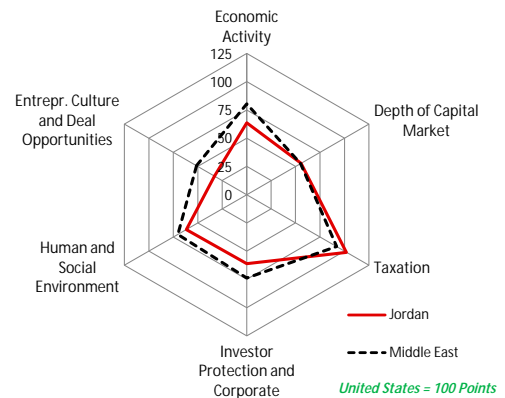 Economic
Activity
125
100
75
50
25
0
Entrepr. Culture
and Deal
Opportunities
Depth of Capital
Market
Human and
Social
Environment
Taxation
Investor
Protection and
Corporate
Jordan
Middle East
United States = 100 Points